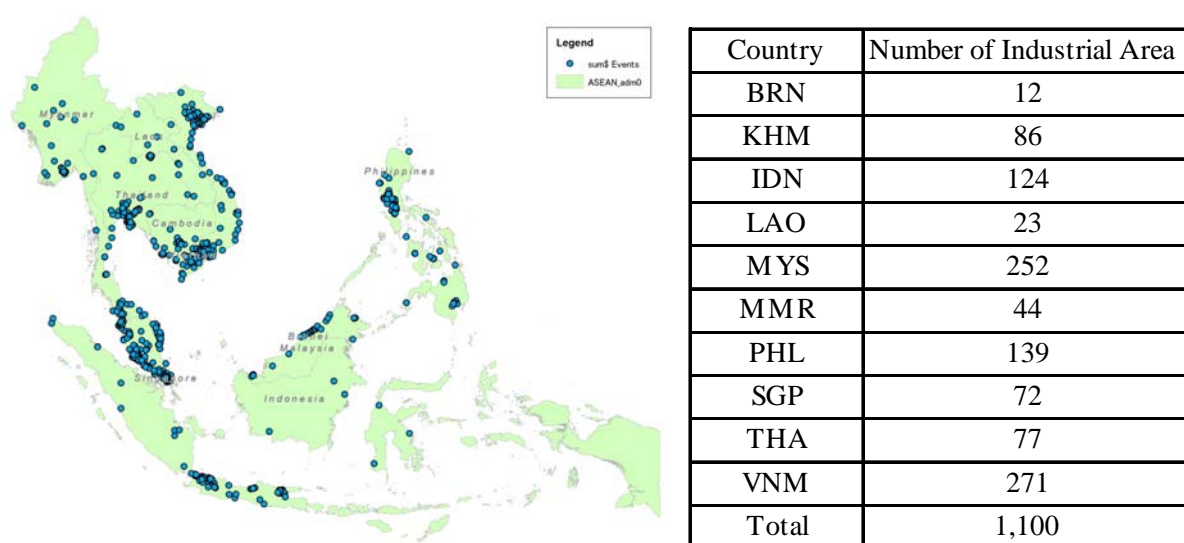 Legend
sum$ Events
ASEAN_adm0
Myanmar
Laos
Thailand
Cambodia
Philippines
Brunei
Malaysia
Singapore
Indonesia
Country Number of Industrial Area
BRN 12
KHM 86
IDN 124
LAO 23
MYS 252
MMR 44
PHL 139
SGP 72
THA 77
VNM 271
Total 1,100